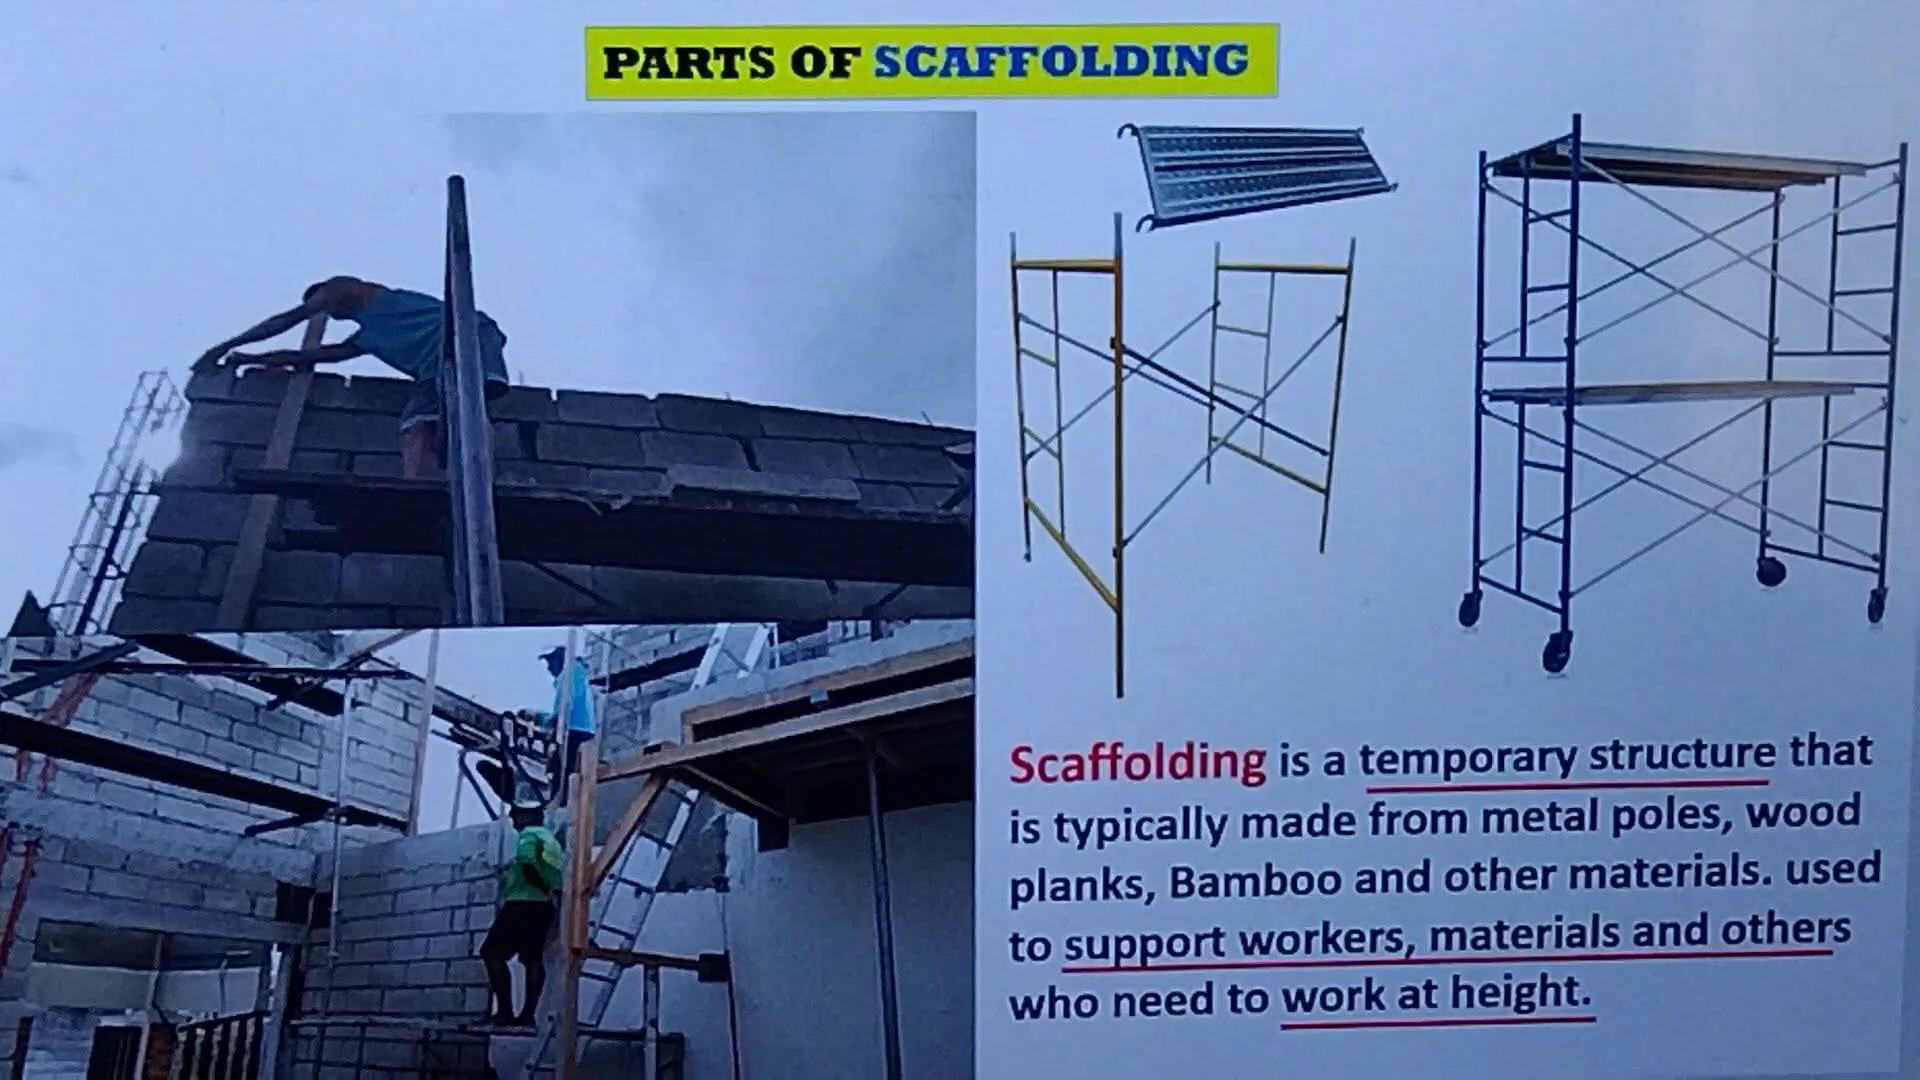 PARTS OF SCAFFOLDING
Scaffolding is a temporary structure that
is typically made from metal poles, wood
planks, Bamboo and other materials. used
to support workers, materials and others
who need to work at height.